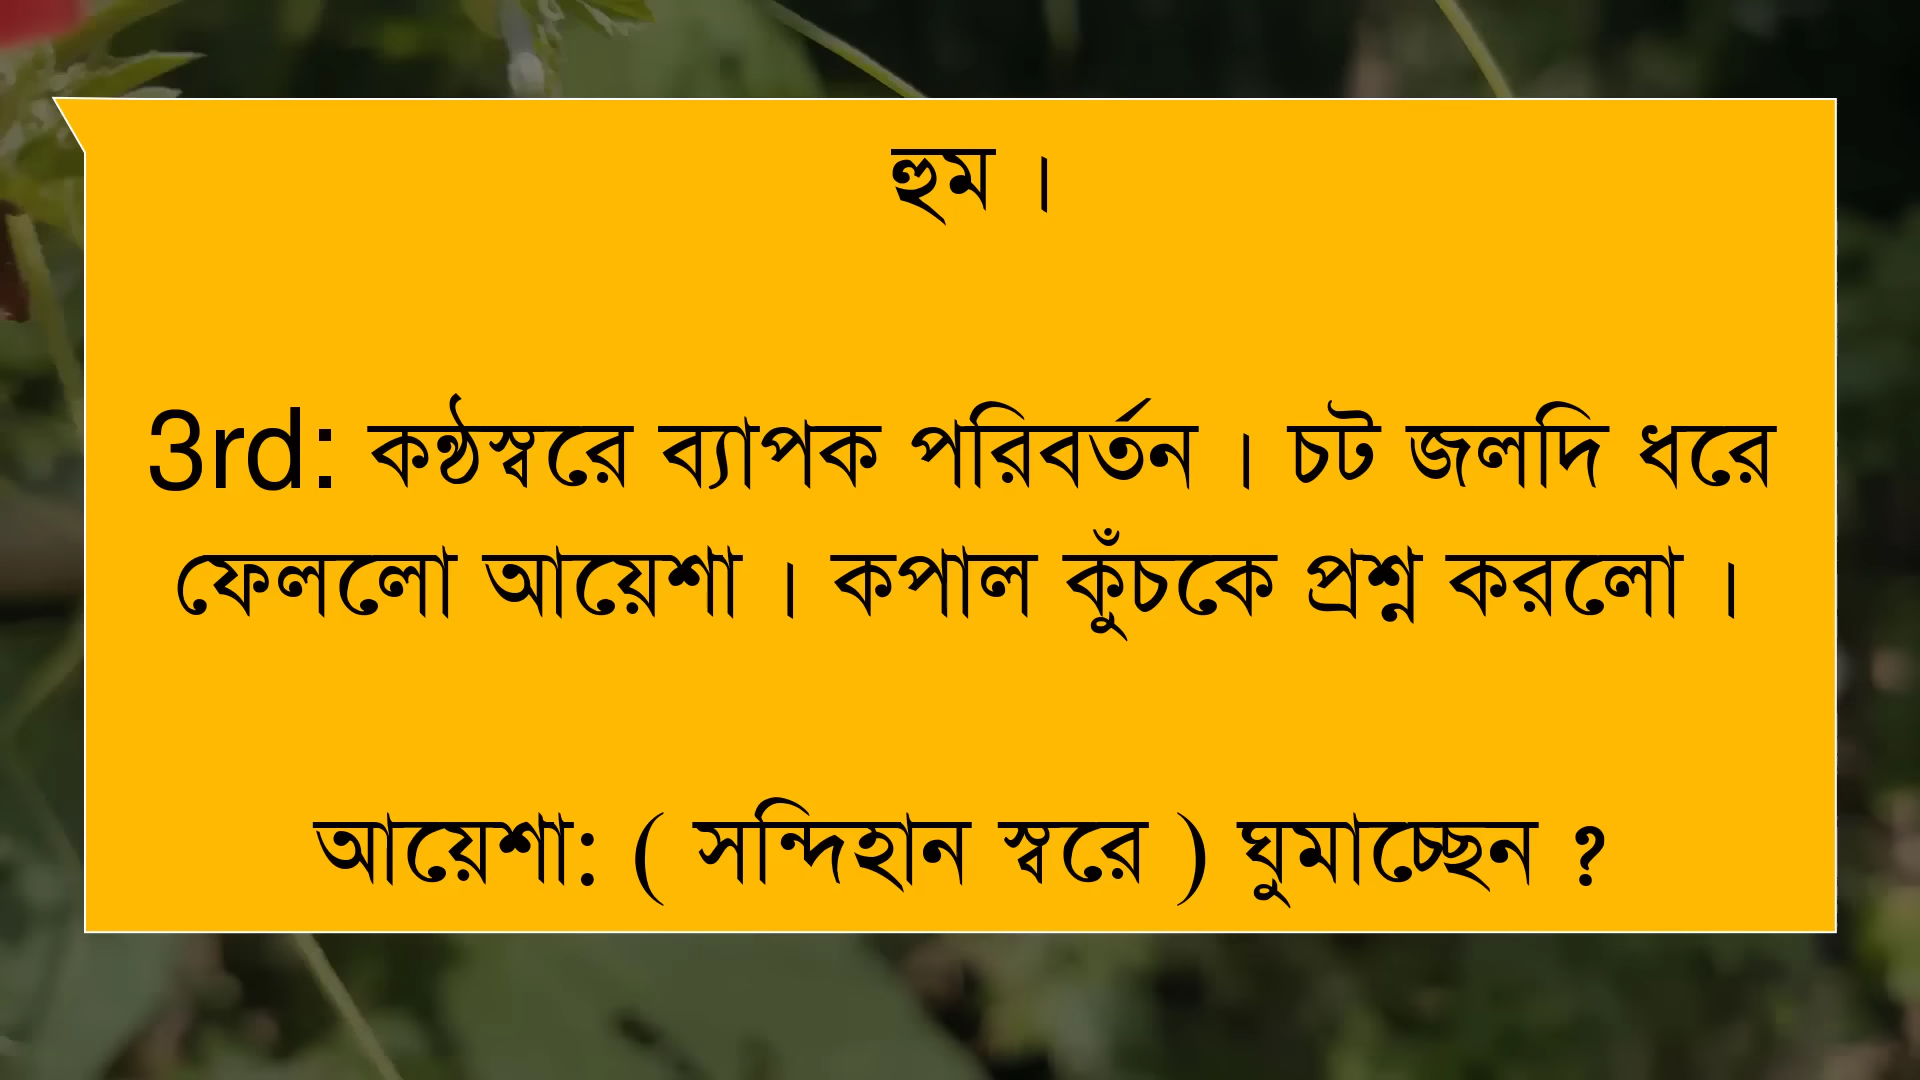 হুম ।
3rd: কন্ঠস্বরে ব্যাপক পরিবর্তন । চট জলদি ধরে
ফেললো আয়েশা । কপাল কুঁচকে প্রশ্ন করলো ।
আয়েশা: ( সন্দিহান স্বরে ) ঘুমাচ্ছেন ?